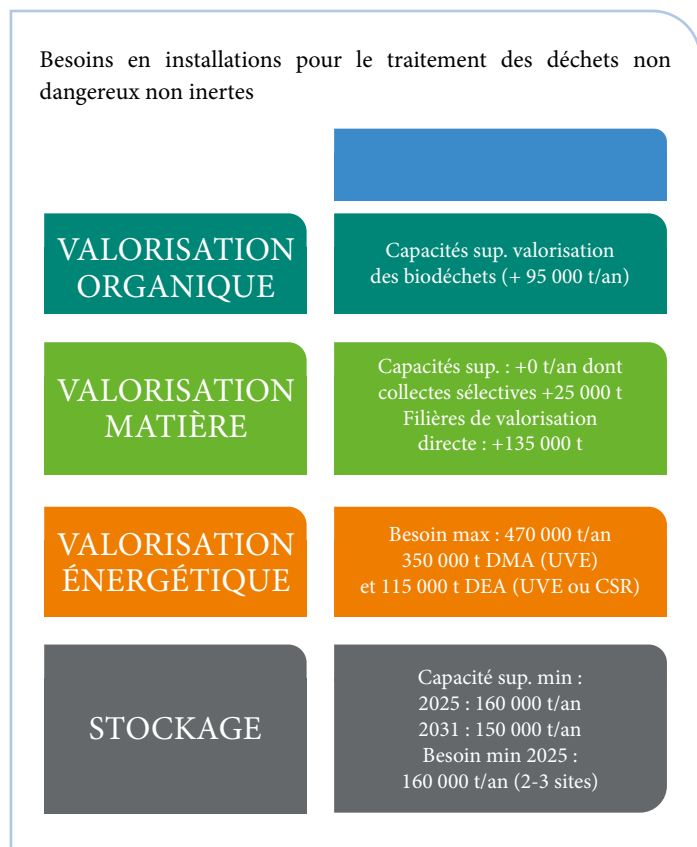 Besoins en installations pour le traitement des déchets non
dangereux non inertes
VALORISATION
ORGANIQUE
Capacités sup. valorisation
des biodéchets (+ 95 000 t/an)
VALORISATION
MATIÈRE
Capacités sup. : +0 t/an dont
collectes sélectives +25 000 t
Filières de valorisation
directe : +135 000 t
VALORISATION
ÉNERGÉTIQUE
Besoin max : 470 000 t/an
350 000 t DMA (UVE)
et 115 000 t DEA (UVE ou CSR)
STOCKAGE
Capacité sup. min :
2025 : 160 000 t/an
2031 : 150 000 t/an
Besoin min 2025 :
160 000 t/an (2-3 sites)